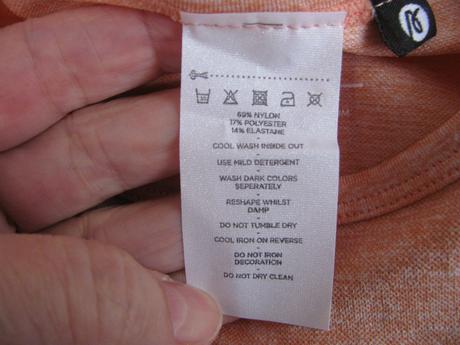 69% NYLON
17% POLYESTER
14% ELASTANE
-
COOL WASH INSIDE OUT
-
USE MILD DETERGENT
-
WASH DARK COLORS
SEPERATELY
-
RESHAPE WHILST
DAMP
-
DO NOT TUMBLE DRY
-
COOL IRON ON REVERSE
-
DO NOT IRON
DECORATION
-
DO NOT DRY CLEAN